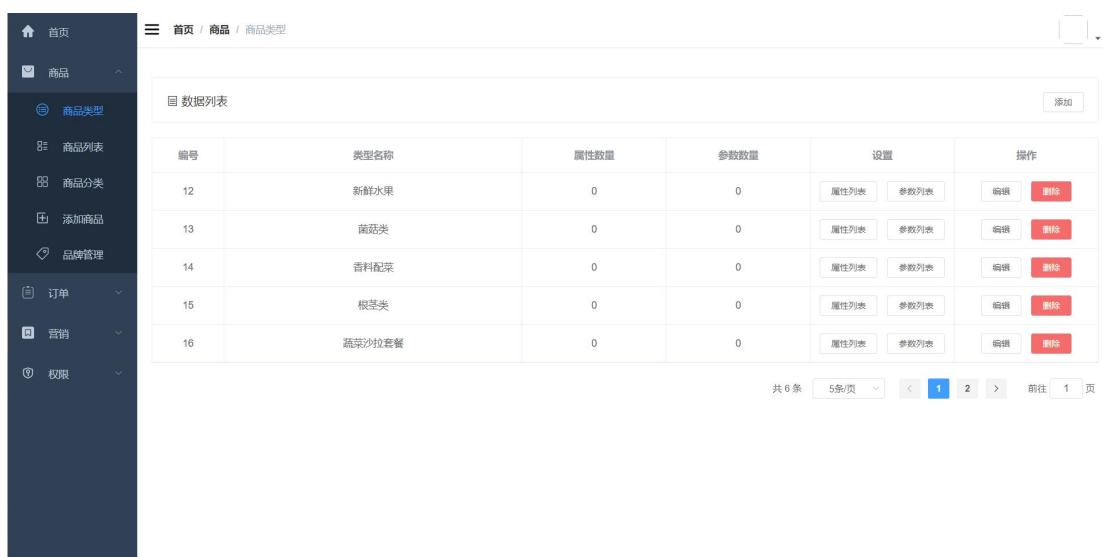 首页
商品
商品类型
商品列表
商品分类
添加商品
品牌管理
订单
营销
权限
首页 / 商品 / 商品类型
数据列表 添加
编号 类型名称 属性数量 参数数量 设置 操作
12 新鲜水果 0 0 属性列表 参数列表 编辑 删除
13 菌菇类 0 0 属性列表 参数列表 编辑 删除
14 香料配菜 0 0 属性列表 参数列表 编辑 删除
15 根茎类 0 0 属性列表 参数列表 编辑 删除
16 蔬菜沙拉套餐 0 0 属性列表 参数列表 编辑 删除
共 6 条 5条/页 < 1 2 > 前往 1 页